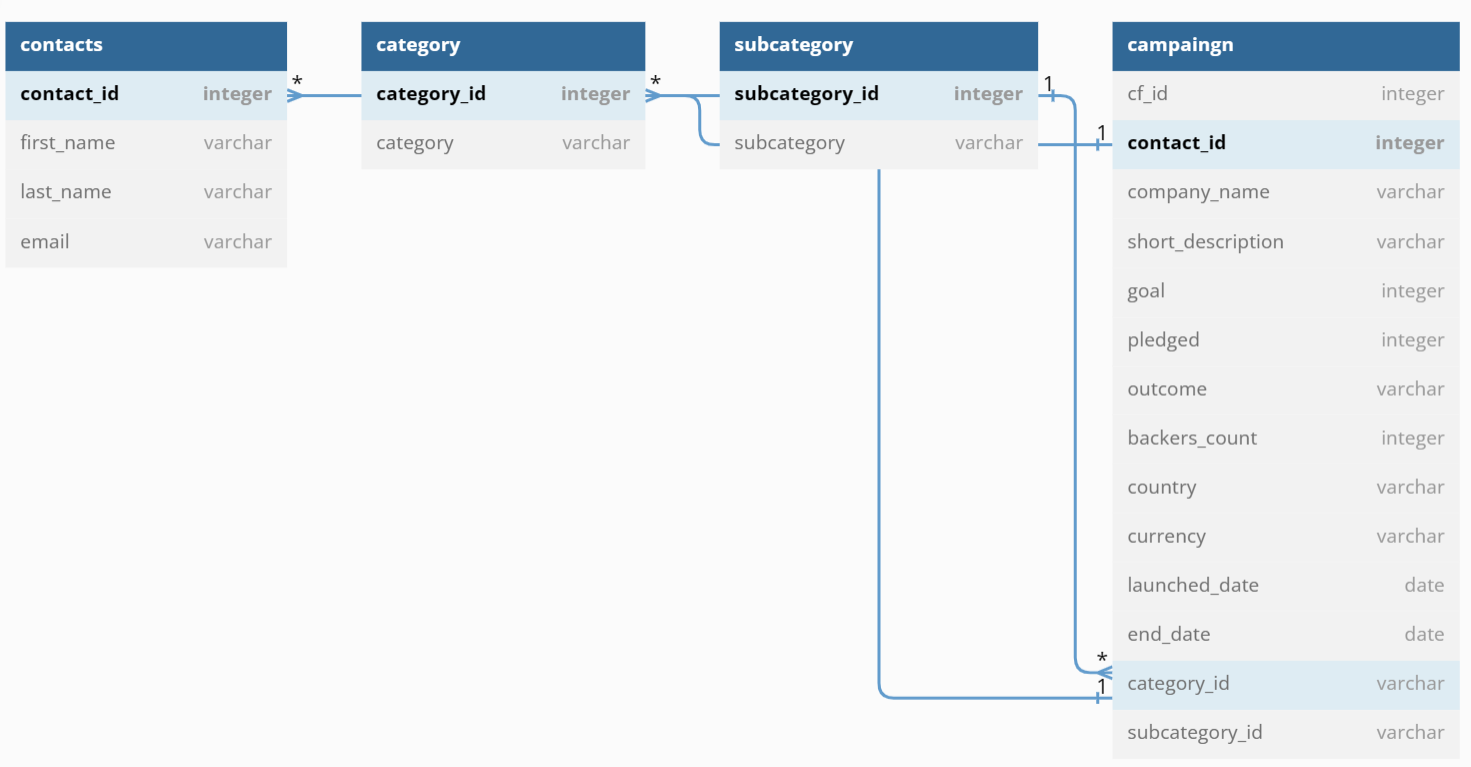 contacts
contact_id integer
first_name varchar
last_name varchar
email varchar
*
category
category_id integer
category varchar
*
subcategory
subcategory_id integer
subcategory varchar
1
1
campaingn
cf_id integer
contact_id integer
company_name varchar
short_description varchar
goal integer
pledged integer
outcome varchar
backers_count integer
country varchar
currency varchar
launched_date date
end_date date
*
1
category_id varchar
subcategory_id varchar